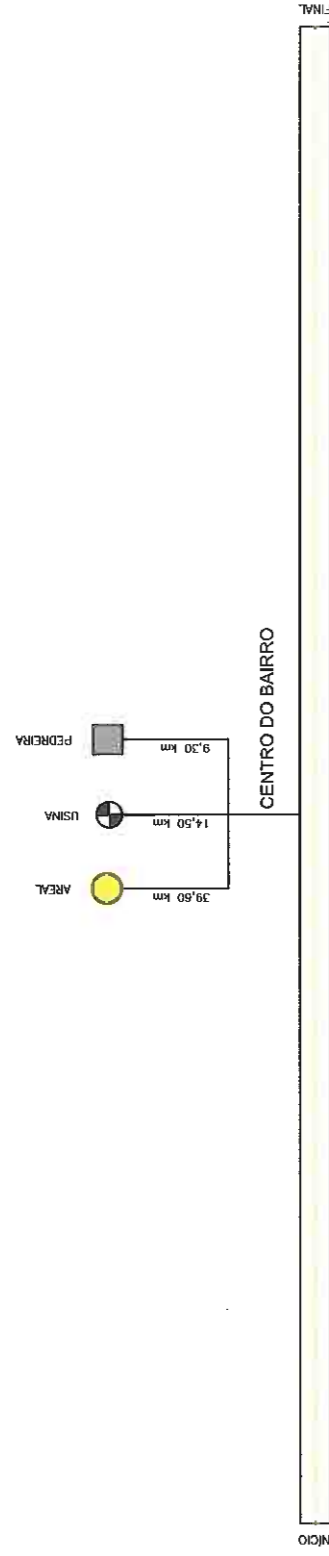 FINAL
PEDREIRA
9,30 km
USINA
14,50 km
AREAL
39,60 km
CENTRO DO BAIRRO
INÍCIO